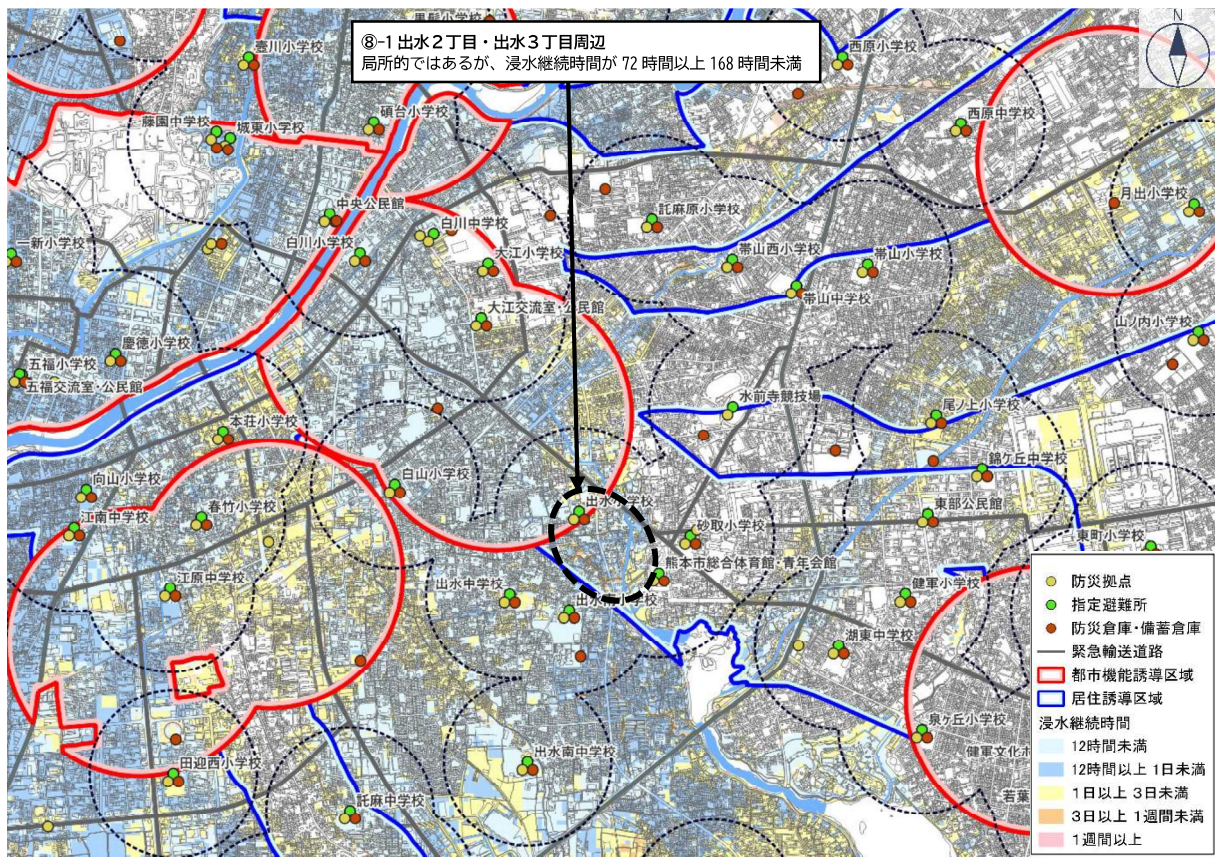 ⑧-1 出水2丁目・出水3丁目周辺
局所的ではあるが、浸水継続時間が 72 時間以上 168 時間未満
N
黒髪小学校
壺川小学校
西原小学校
碩台小学校
藤園中学校
城東小学校
西原中学校
月出小学校
中央公民館
白川中学校
託麻原小学校
一新小学校
白川小学校
大江小学校
帯山西小学校
帯山小学校
帯山中学校
大江交流室・公民館
山ノ内小学校
慶徳小学校
五福小学校
五福交流室・公民館
水前寺競技場
尾ノ上小学校
本荘小学校
錦ケ丘中学校
向山小学校
白山小学校
春竹小学校
出水小学校
江南中学校
砂取小学校
東部公民館
東町小学校
熊本市総合体育館・青年会館
江原中学校
出水中学校
健軍小学校
出水南小学校
湖東中学校
泉ケ丘小学校
出水南中学校
健軍文化ホ
田迎西小学校
若葉
託麻中学校
防災拠点
指定避難所
防災倉庫・備蓄倉庫
緊急輸送道路
都市機能誘導区域
居住誘導区域
浸水継続時間
12時間未満
12時間以上 1日未満
1日以上 3日未満
3日以上 1週間未満
1週間以上